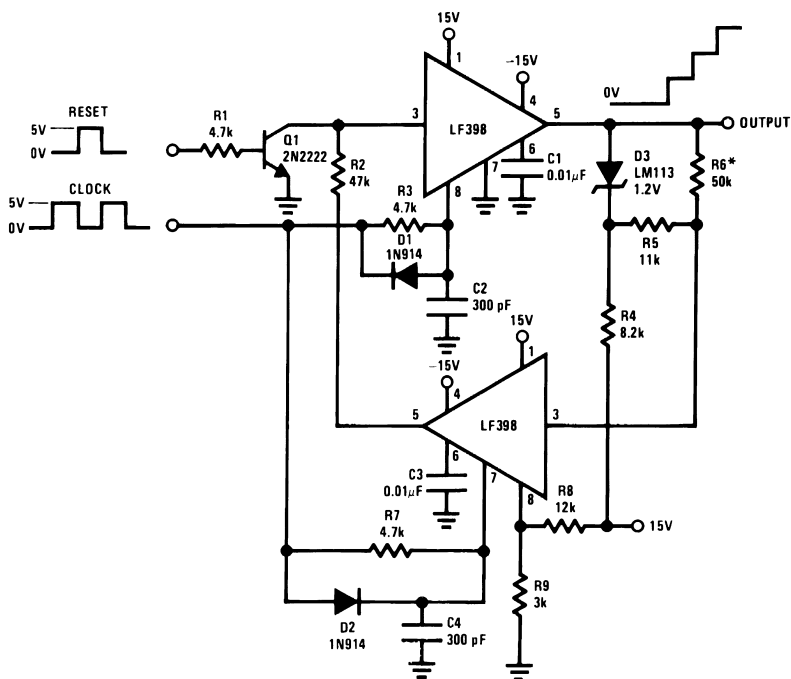 15V
1
–15V
4
5
0V
3
LF398
OUTPUT
RESET
5V
0V
R1
4.7k
Q1
2N2222
R2
47k
6
7
8
C1
0.01μF
D3
LM113
1.2V
R6*
50k
CLOCK
5V
0V
R3
4.7k
D1
1N914
R5
11k
C2
300 pF
R4
8.2k
15V
1
–15V
4
5
LF398
3
6
7
8
C3
0.01μF
R8
12k
15V
R7
4.7k
R9
3k
D2
1N914
C4
300 pF